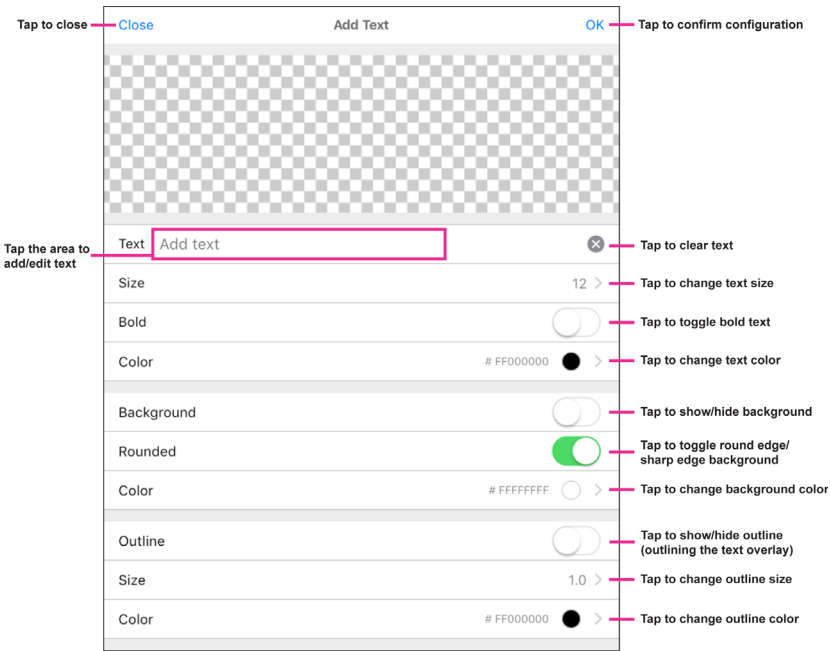 Tap to close
Close
Add Text
OK
Tap to confirm configuration
Tap the area to
add/edit text
Text
Add text
Tap to clear text
Size
12
Tap to change text size
Bold
Tap to toggle bold text
Color
# FF000000
Tap to change text color
Background
Tap to show/hide background
Rounded
Tap to toggle round edge/
sharp edge background
Color
# FFFFFFFF
Tap to change background color
Outline
Tap to show/hide outline
(outlining the text overlay)
Size
1.0
Tap to change outline size
Color
# FF000000
Tap to change outline color